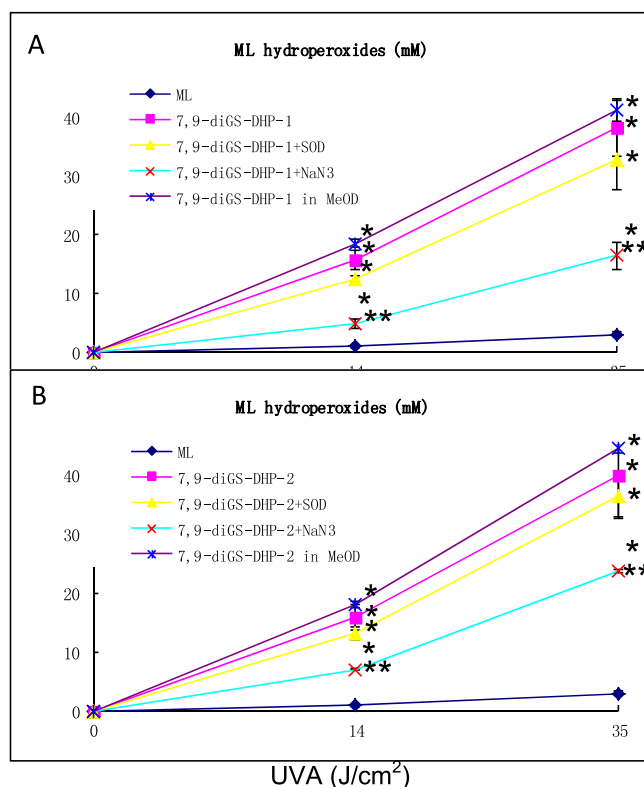 A
ML hydroperoxides (mM)
ML
7,9-diGS-DHP-1
7,9-diGS-DHP-1+SOD
7,9-diGS-DHP-1+NaN3
7,9-diGS-DHP-1 in MeOD
40
30
20
10
0
*
*
*
*
**
*
*
*
*
**
B
ML hydroperoxides (mM)
ML
7,9-diGS-DHP-2
7,9-diGS-DHP-2+SOD
7,9-diGS-DHP-2+NaN3
7,9-diGS-DHP-2 in MeOD
40
30
20
10
0
*
*
*
*
**
*
*
*
*
**
0 14 35
UVA (J/cm²)